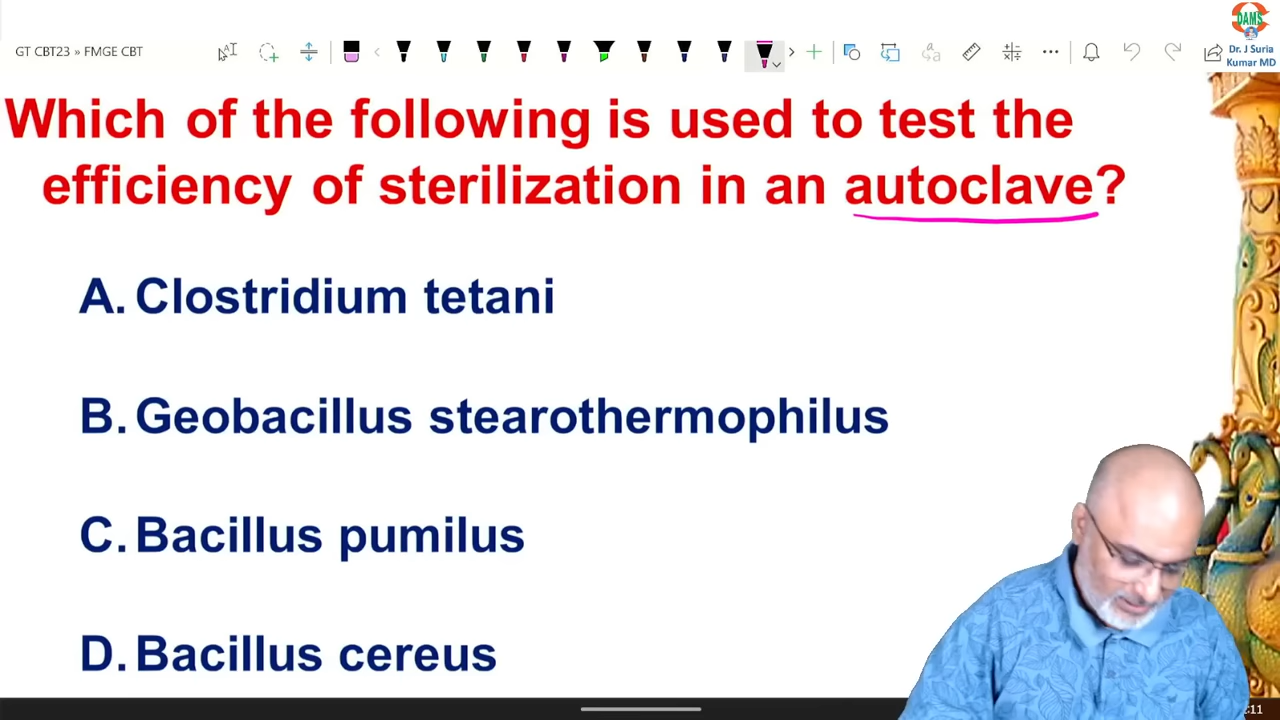 GT CBT23 » FMGE CBT
DAMS
Dr. J Suria
Kumar MD
Which of the following is used to test the
efficiency of sterilization in an autoclave?
A. Clostridium tetani
B. Geobacillus stearothermophilus
C. Bacillus pumilus
D. Bacillus cereus